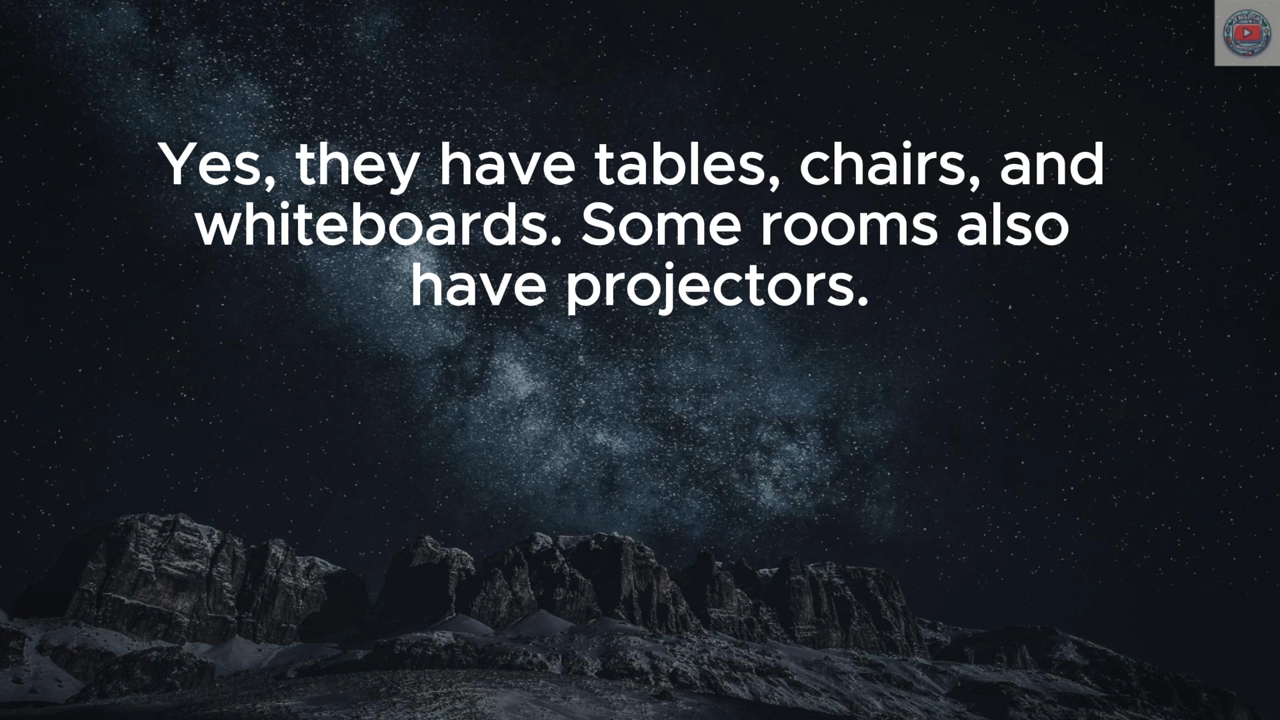 Yes, they have tables, chairs, and
whiteboards. Some rooms also
have projectors.